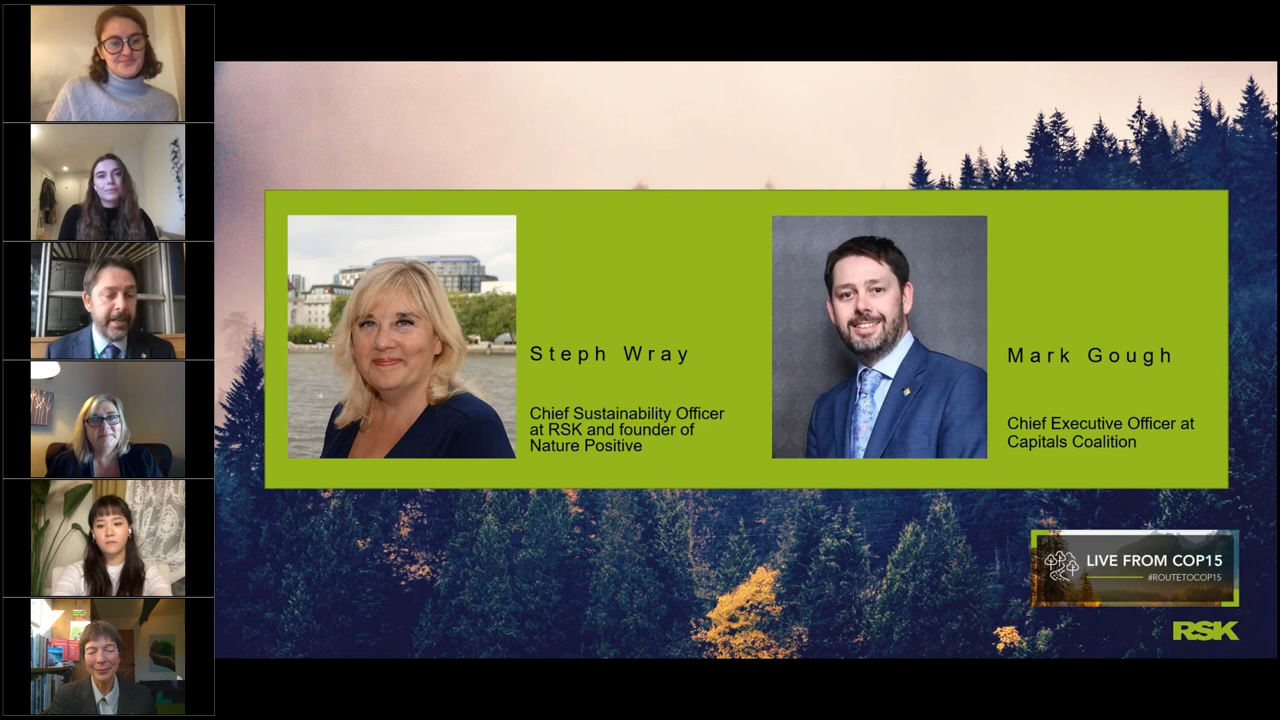 Steph Wray
Chief Sustainability Officer
at RSK and founder of
Nature Positive
Mark Gough
Chief Executive Officer at
Capitals Coalition
LIVE FROM COP15
#ROUTETOCOP15
RSK